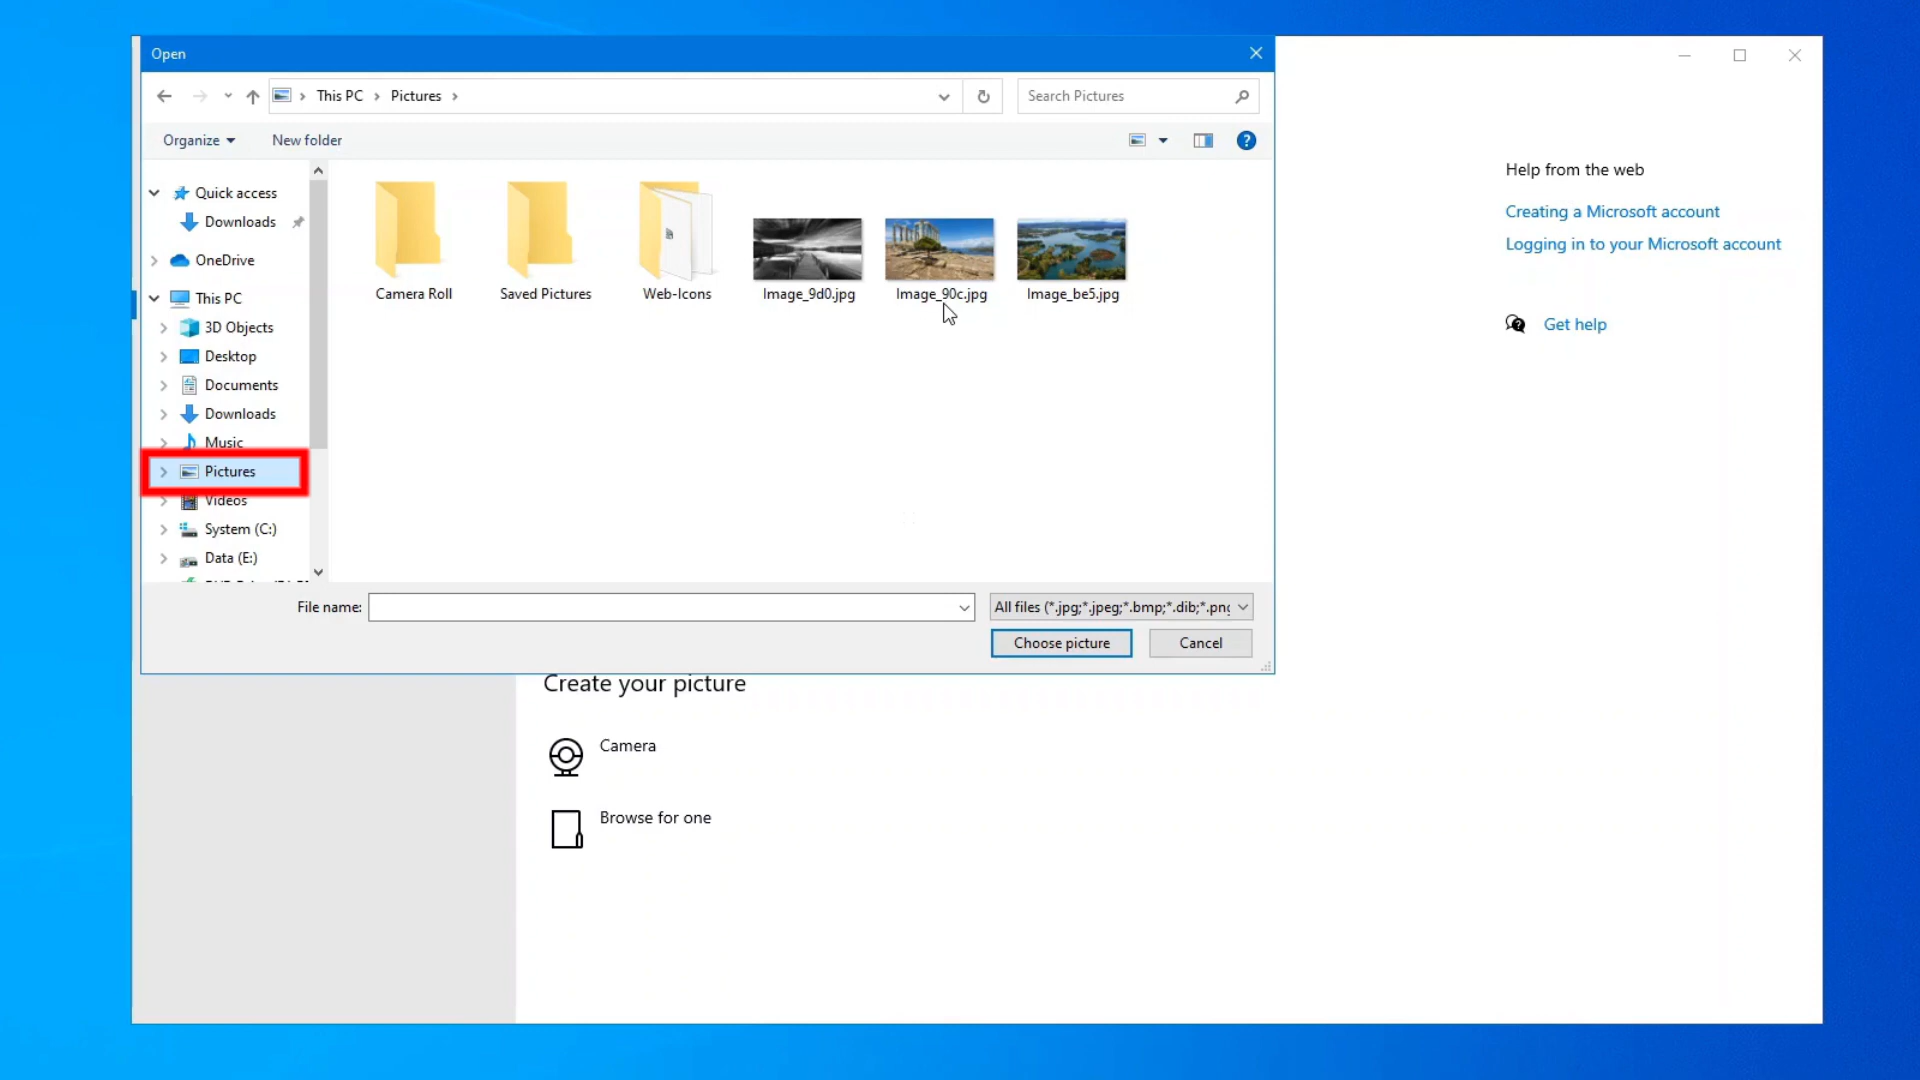 Open
This PC
Pictures
Search Pictures
Organize
New folder
Quick access
Downloads
OneDrive
This PC
3D Objects
Desktop
Documents
Downloads
Music
Pictures
Videos
System (C:)
Data (E:)
Camera Roll
Saved Pictures
Web-Icons
Image_9d0.jpg
Image_90c.jpg
Image_be5.jpg
File name:
All files (*.jpg;*.jpeg;*.bmp;*.dib;*.png
Choose picture
Cancel
Create your picture
Camera
Browse for one
Help from the web
Creating a Microsoft account
Logging in to your Microsoft account
Get help